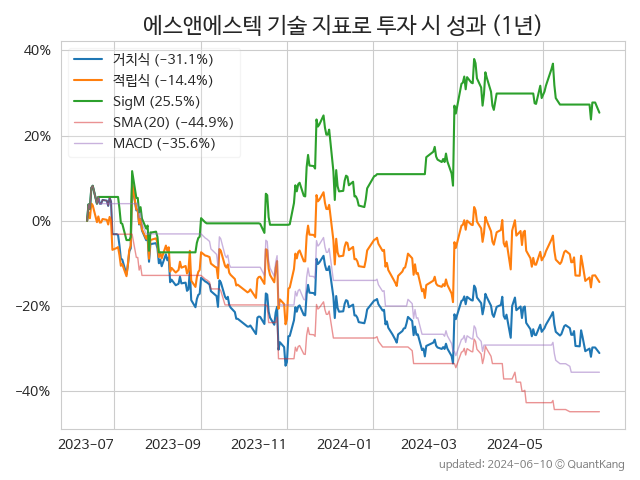 에스앤에스텍 기술 지표로 투자 시 성과 (1년)
거치식 (−31.1%)
적립식 (−14.4%)
SigM (25.5%)
SMA(20) (−44.9%)
MACD (−35.6%)
40%
20%
0%
−20%
−40%
2023−07 2023−09 2023−11 2024−01 2024−03 2024−05
updated: 2024−06−10 © QuantKang